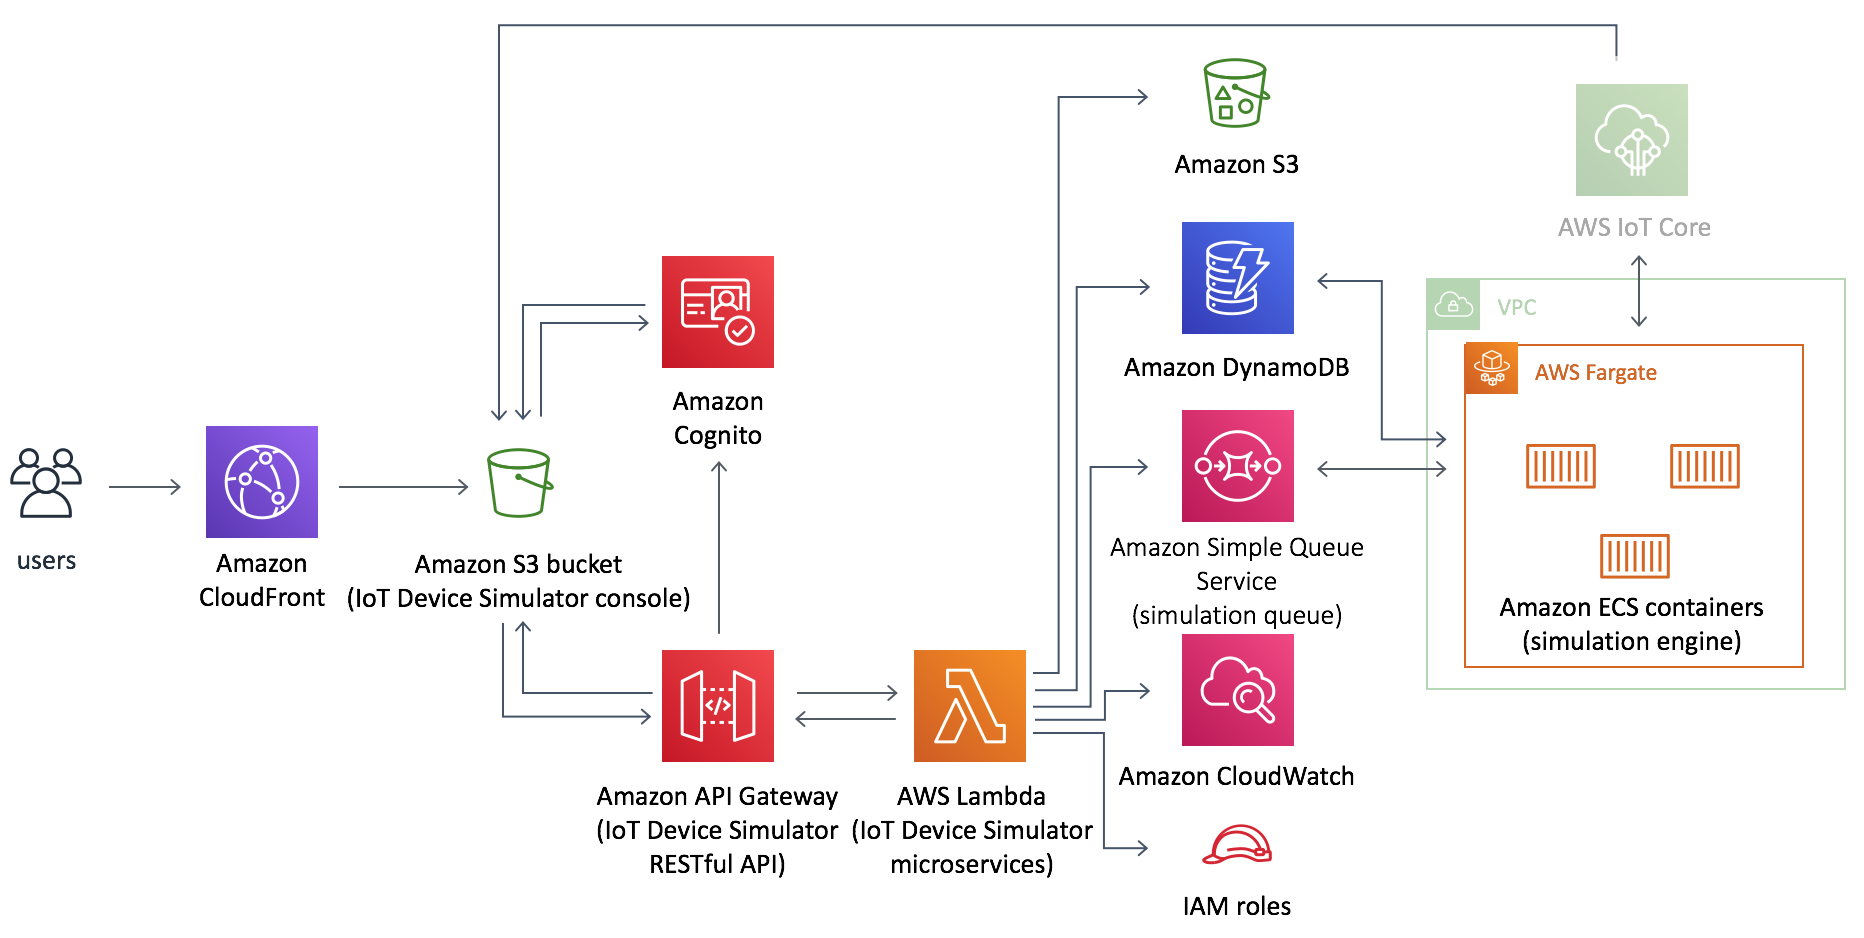 Amazon S3
AWS IoT Core
VPC
AWS Fargate
Amazon DynamoDB
Amazon
Cognito
users
Amazon
CloudFront
Amazon S3 bucket
(IoT Device Simulator console)
Amazon Simple Queue
Service
(simulation queue)
Amazon ECS containers
(simulation engine)
Amazon API Gateway
(IoT Device Simulator
RESTful API)
</>
AWS Lambda
(IoT Device Simulator
microservices)
Amazon CloudWatch
IAM roles